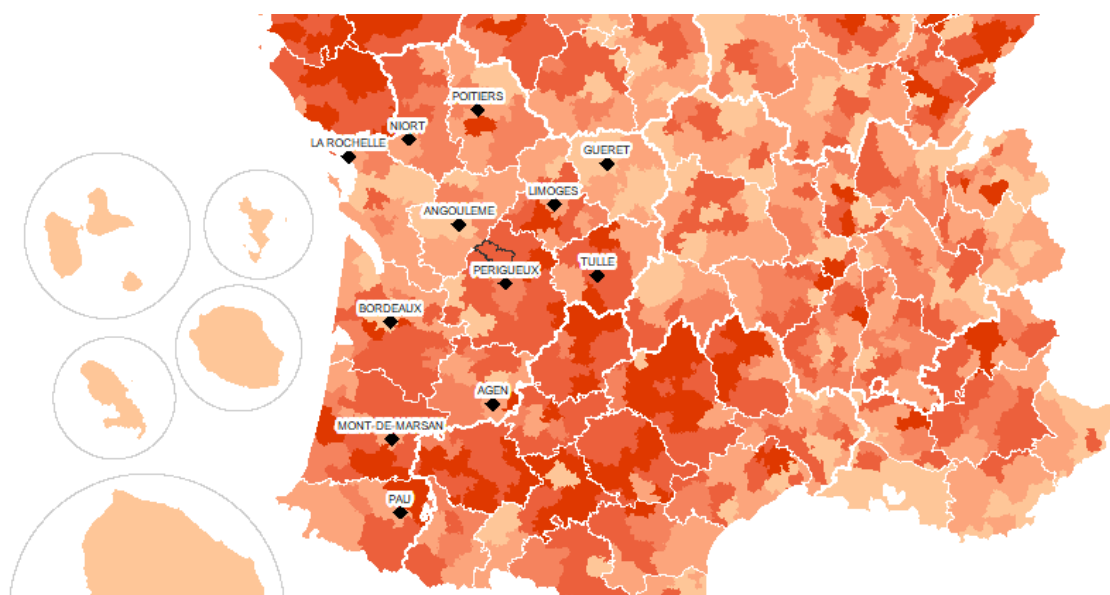 POITIERS
NIORT
LA ROCHELLE
GUERET
LIMOGES
ANGOULEME
TULLE
PERIGUEUX
BORDEAUX
AGEN
MONT-DE-MARSAN
PAU